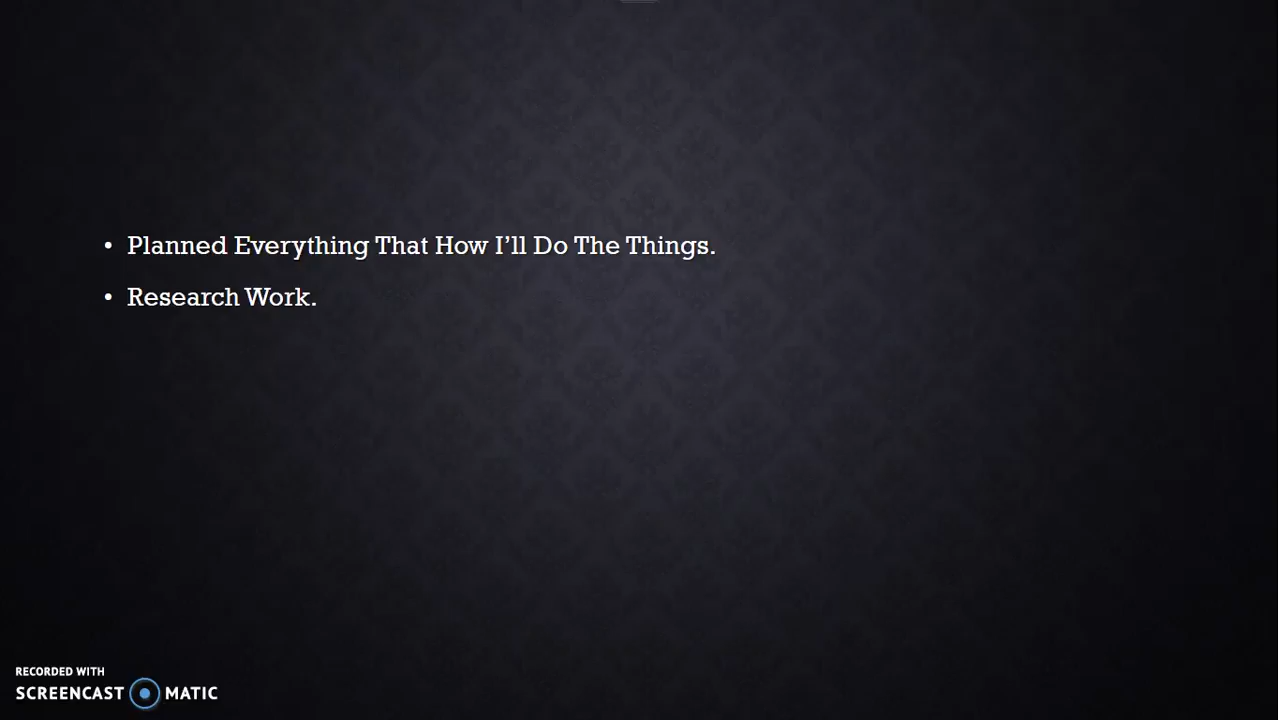 • Planned Everything That How I’ll Do The Things.
• Research Work.
RECORDED WITH
SCREENCAST MATIC